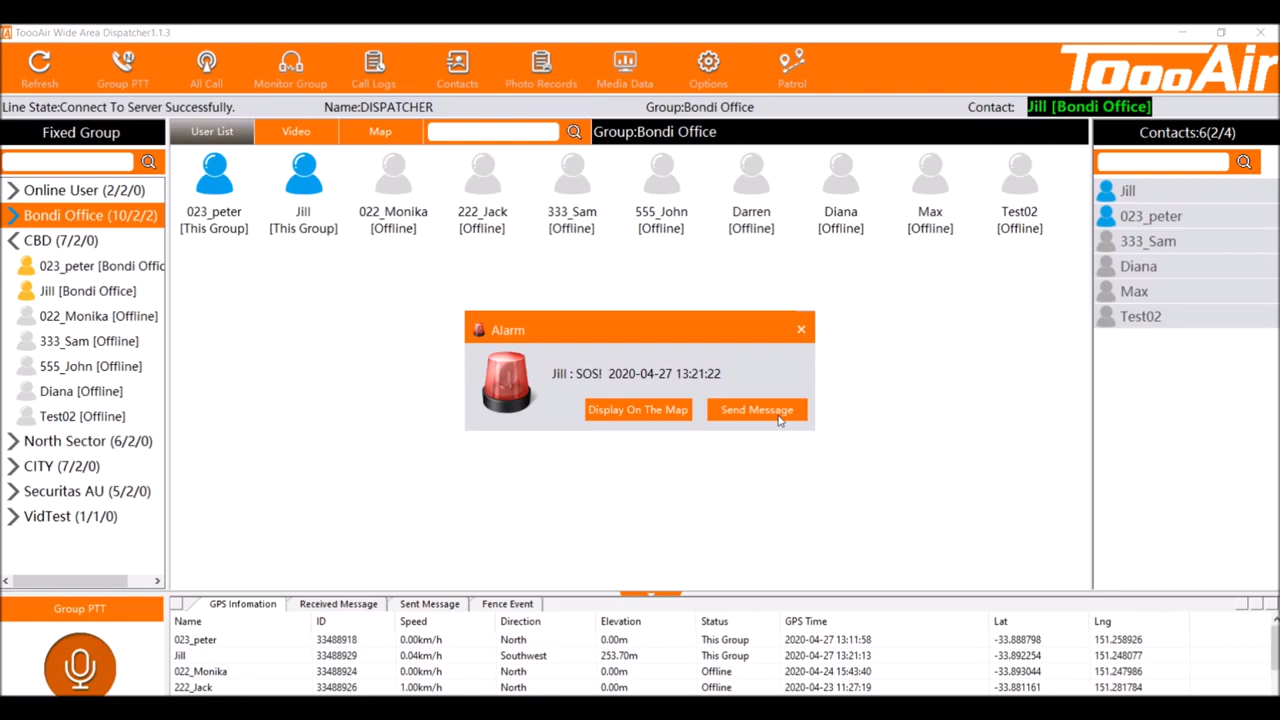 ToooAir Wide Area Dispatcher1.1.3
Refresh Group PTT All Call Monitor Group Call Logs Contacts Photo Records Media Data Options Patrol
ToooAir
Line State:Connect To Server Successfully. Name:DISPATCHER Group:Bondi Office Contact: Jill [Bondi Office]
Fixed Group User List Video Map Group:Bondi Office Contacts:6(2/4)
Online User (2/2/0)
Bondi Office (10/2/2)
CBD (7/2/0)
023_peter [Bondi Offic
Jill [Bondi Office]
022_Monika [Offline]
333_Sam [Offline]
555_John [Offline]
Diana [Offline]
Test02 [Offline]
North Sector (6/2/0)
CITY (7/2/0)
Securitas AU (5/2/0)
VidTest (1/1/0)
Group PTT
023_peter Jill 022_Monika 222_Jack 333_Sam 555_John Darren Diana Max Test02
[This Group] [This Group] [Offline] [Offline] [Offline] [Offline] [Offline] [Offline] [Offline] [Offline]
Alarm
Jill : SOS! 2020-04-27 13:21:22
Display On The Map Send Message
Jill
023_peter
333_Sam
Diana
Max
Test02
GPS Infomation Received Message Sent Message Fence Event
Name ID Speed Direction Elevation Status GPS Time Lat Lng
023_peter 33488918 0.00km/h North 0.00m This Group 2020-04-27 13:11:58 -33.888798 151.258926
Jill 33488929 0.04km/h Southwest 253.70m This Group 2020-04-27 13:21:13 -33.892254 151.248077
022_Monika 33488924 0.00km/h North 0.00m Offline 2020-04-24 15:43:40 -33.893044 151.247986
222_Jack 33488926 1.00km/h North 0.00m Offline 2020-04-23 11:27:19 -33.881161 151.281784